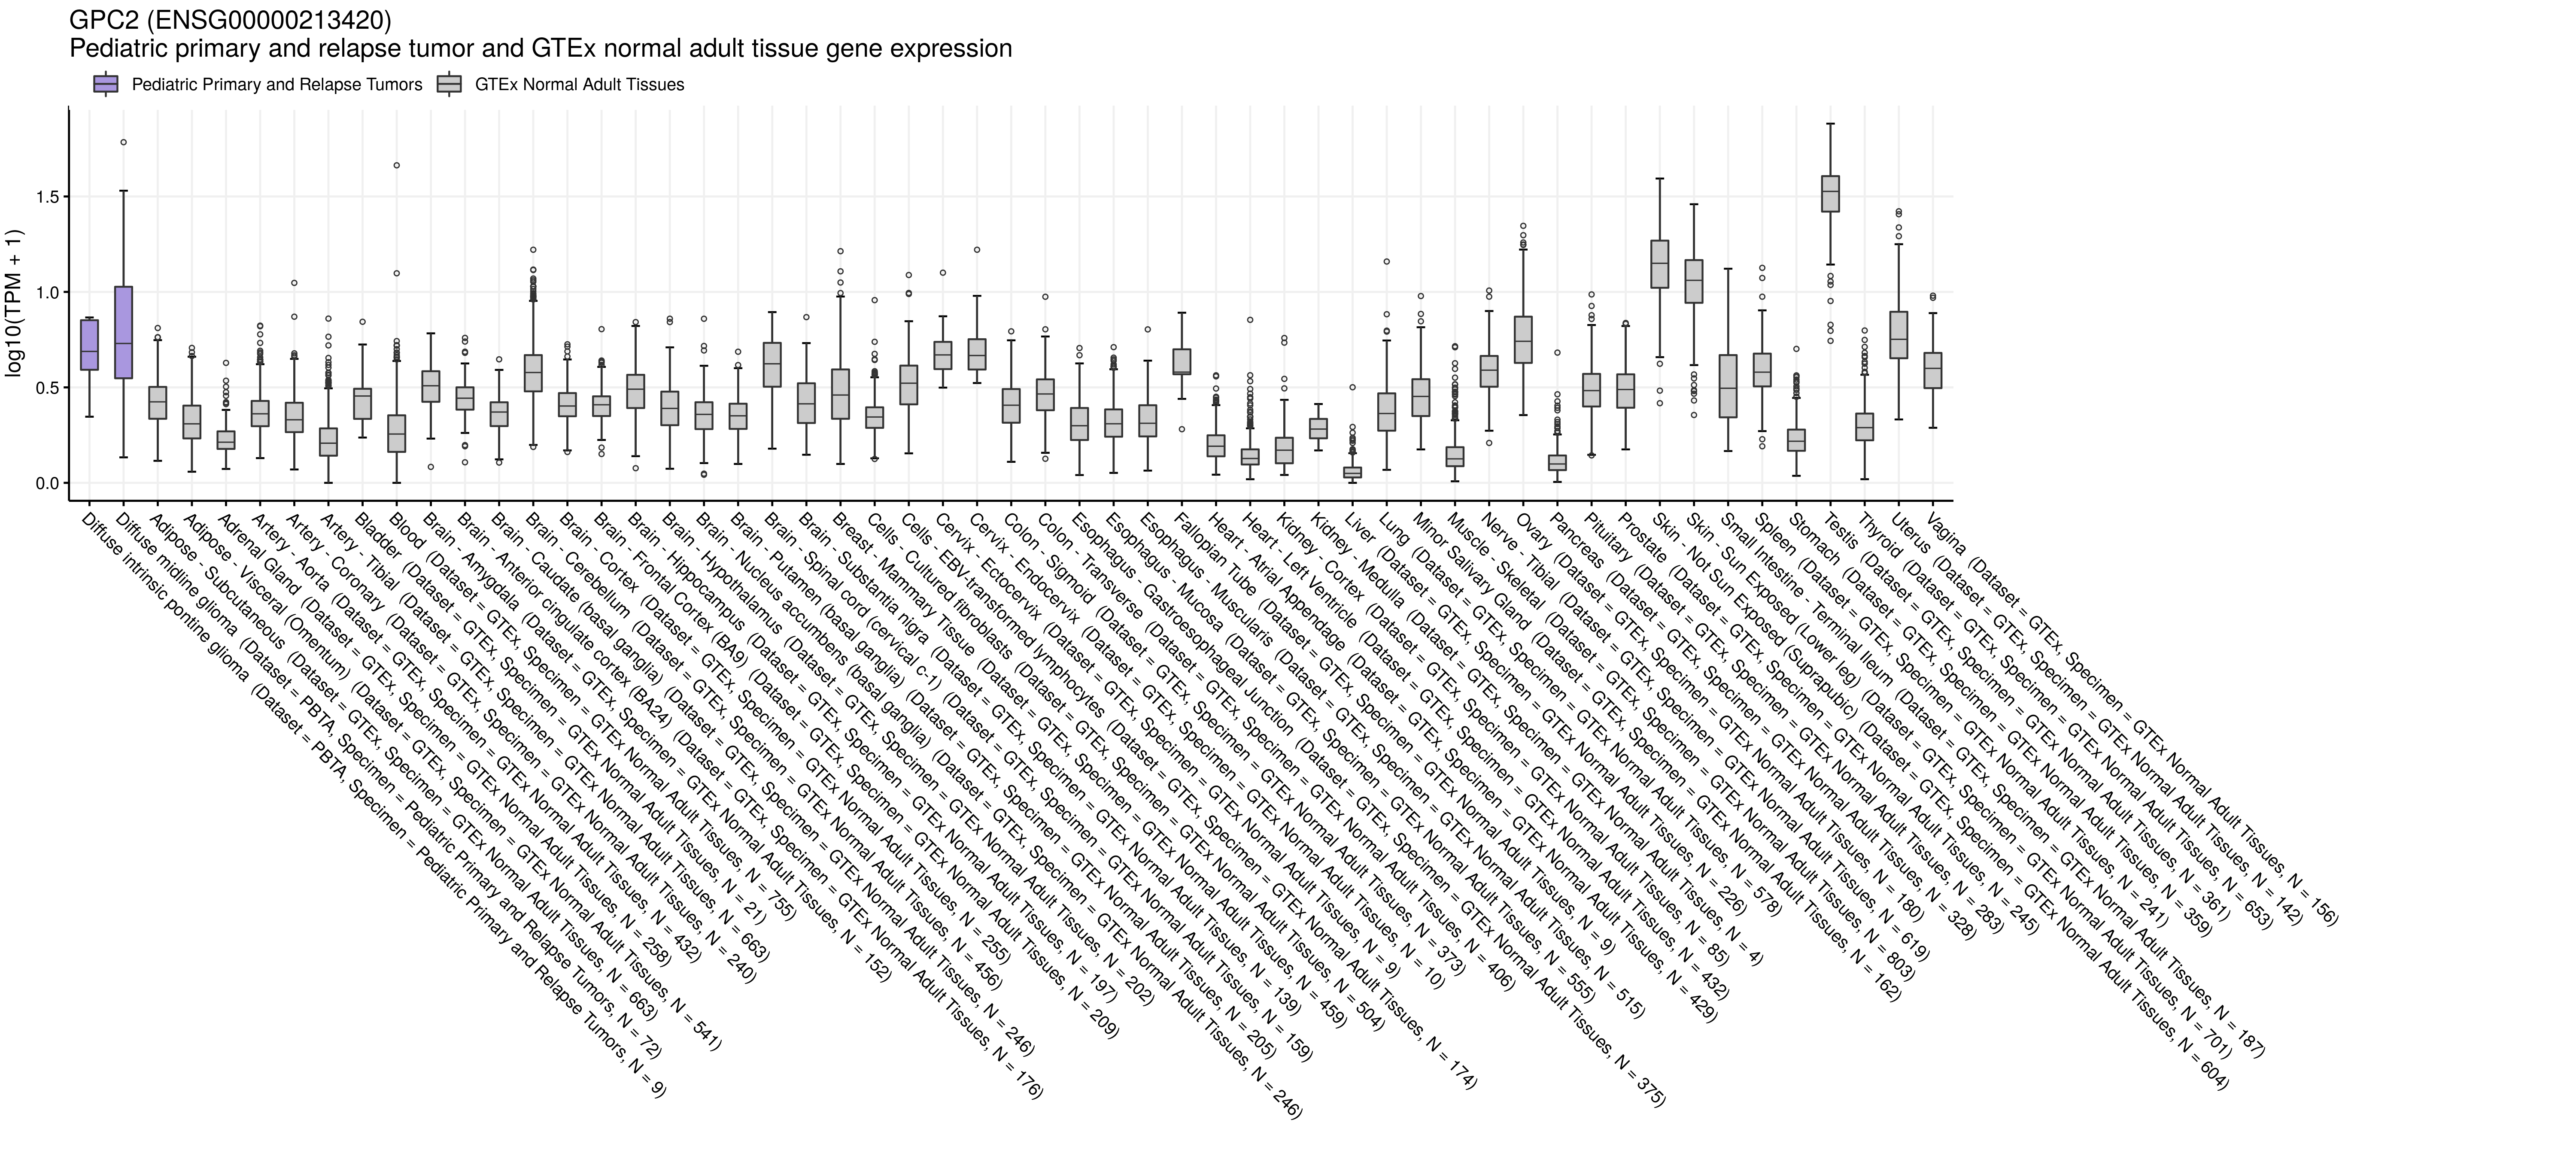 GPC2 (ENSG00000213420)
Pediatric primary and relapse tumor and GTEx normal adult tissue gene expression
Pediatric Primary and Relapse Tumors
GTEx Normal Adult Tissues
log10(TPM + 1)
1.5
1.0
0.5
0.0
Diffuse intrinsic pontine glioma (Dataset = PBTA, Specimen = Pediatric Primary and Relapse Tumors, N = 9)
Diffuse midline glioma (Dataset = PBTA, Specimen = Pediatric Primary and Relapse Tumors, N = 72)
Adipose - Subcutaneous (Dataset = GTEx, Specimen = GTEx Normal Adult Tissues, N = 663)
Adipose - Visceral (Omentum) (Dataset = GTEx, Specimen = GTEx Normal Adult Tissues, N = 541)
Adrenal Gland (Dataset = GTEx, Specimen = GTEx Normal Adult Tissues, N = 258)
Artery - Aorta (Dataset = GTEx, Specimen = GTEx Normal Adult Tissues, N = 432)
Artery - Coronary (Dataset = GTEx, Specimen = GTEx Normal Adult Tissues, N = 240)
Artery - Tibial (Dataset = GTEx, Specimen = GTEx Normal Adult Tissues, N = 663)
Bladder (Dataset = GTEx, Specimen = GTEx Normal Adult Tissues, N = 21)
Blood (Dataset = GTEx, Specimen = GTEx Normal Adult Tissues, N = 755)
Brain - Amygdala (Dataset = GTEx, Specimen = GTEx Normal Adult Tissues, N = 152)
Brain - Anterior cingulate cortex (BA24) (Dataset = GTEx, Specimen = GTEx Normal Adult Tissues, N = 176)
Brain - Caudate (basal ganglia) (Dataset = GTEx, Specimen = GTEx Normal Adult Tissues, N = 246)
Brain - Cerebellum (Dataset = GTEx, Specimen = GTEx Normal Adult Tissues, N = 456)
Brain - Cortex (Dataset = GTEx, Specimen = GTEx Normal Adult Tissues, N = 255)
Brain - Frontal Cortex (BA9) (Dataset = GTEx, Specimen = GTEx Normal Adult Tissues, N = 209)
Brain - Hippocampus (Dataset = GTEx, Specimen = GTEx Normal Adult Tissues, N = 197)
Brain - Hypothalamus (Dataset = GTEx, Specimen = GTEx Normal Adult Tissues, N = 202)
Brain - Nucleus accumbens (basal ganglia) (Dataset = GTEx, Specimen = GTEx Normal Adult Tissues, N = 246)
Brain - Putamen (basal ganglia) (Dataset = GTEx, Specimen = GTEx Normal Adult Tissues, N = 205)
Brain - Spinal cord (cervical c-1) (Dataset = GTEx, Specimen = GTEx Normal Adult Tissues, N = 159)
Brain - Substantia nigra (Dataset = GTEx, Specimen = GTEx Normal Adult Tissues, N = 139)
Breast - Mammary Tissue (Dataset = GTEx, Specimen = GTEx Normal Adult Tissues, N = 459)
Cells - Cultured fibroblasts (Dataset = GTEx, Specimen = GTEx Normal Adult Tissues, N = 504)
Cells - EBV-transformed lymphocytes (Dataset = GTEx, Specimen = GTEx Normal Adult Tissues, N = 174)
Cervix - Ectocervix (Dataset = GTEx, Specimen = GTEx Normal Adult Tissues, N = 9)
Cervix - Endocervix (Dataset = GTEx, Specimen = GTEx Normal Adult Tissues, N = 10)
Colon - Sigmoid (Dataset = GTEx, Specimen = GTEx Normal Adult Tissues, N = 373)
Colon - Transverse (Dataset = GTEx, Specimen = GTEx Normal Adult Tissues, N = 406)
Esophagus - Gastroesophageal Junction (Dataset = GTEx, Specimen = GTEx Normal Adult Tissues, N = 375)
Esophagus - Mucosa (Dataset = GTEx, Specimen = GTEx Normal Adult Tissues, N = 555)
Esophagus - Muscularis (Dataset = GTEx, Specimen = GTEx Normal Adult Tissues, N = 515)
Fallopian Tube (Dataset = GTEx, Specimen = GTEx Normal Adult Tissues, N = 9)
Heart - Atrial Appendage (Dataset = GTEx, Specimen = GTEx Normal Adult Tissues, N = 429)
Heart - Left Ventricle (Dataset = GTEx, Specimen = GTEx Normal Adult Tissues, N = 432)
Kidney - Cortex (Dataset = GTEx, Specimen = GTEx Normal Adult Tissues, N = 85)
Kidney - Medulla (Dataset = GTEx, Specimen = GTEx Normal Adult Tissues, N = 4)
Liver (Dataset = GTEx, Specimen = GTEx Normal Adult Tissues, N = 226)
Lung (Dataset = GTEx, Specimen = GTEx Normal Adult Tissues, N = 578)
Minor Salivary Gland (Dataset = GTEx, Specimen = GTEx Normal Adult Tissues, N = 162)
Muscle - Skeletal (Dataset = GTEx, Specimen = GTEx Normal Adult Tissues, N = 803)
Nerve - Tibial (Dataset = GTEx, Specimen = GTEx Normal Adult Tissues, N = 619)
Ovary (Dataset = GTEx, Specimen = GTEx Normal Adult Tissues, N = 180)
Pancreas (Dataset = GTEx, Specimen = GTEx Normal Adult Tissues, N = 328)
Pituitary (Dataset = GTEx, Specimen = GTEx Normal Adult Tissues, N = 283)
Prostate (Dataset = GTEx, Specimen = GTEx Normal Adult Tissues, N = 245)
Skin - Not Sun Exposed (Suprapubic) (Dataset = GTEx, Specimen = GTEx Normal Adult Tissues, N = 604)
Skin - Sun Exposed (Lower leg) (Dataset = GTEx, Specimen = GTEx Normal Adult Tissues, N = 701)
Small Intestine - Terminal Ileum (Dataset = GTEx, Specimen = GTEx Normal Adult Tissues, N = 187)
Spleen (Dataset = GTEx, Specimen = GTEx Normal Adult Tissues, N = 241)
Stomach (Dataset = GTEx, Specimen = GTEx Normal Adult Tissues, N = 359)
Testis (Dataset = GTEx, Specimen = GTEx Normal Adult Tissues, N = 361)
Thyroid (Dataset = GTEx, Specimen = GTEx Normal Adult Tissues, N = 653)
Uterus (Dataset = GTEx, Specimen = GTEx Normal Adult Tissues, N = 142)
Vagina (Dataset = GTEx, Specimen = GTEx Normal Adult Tissues, N = 156)